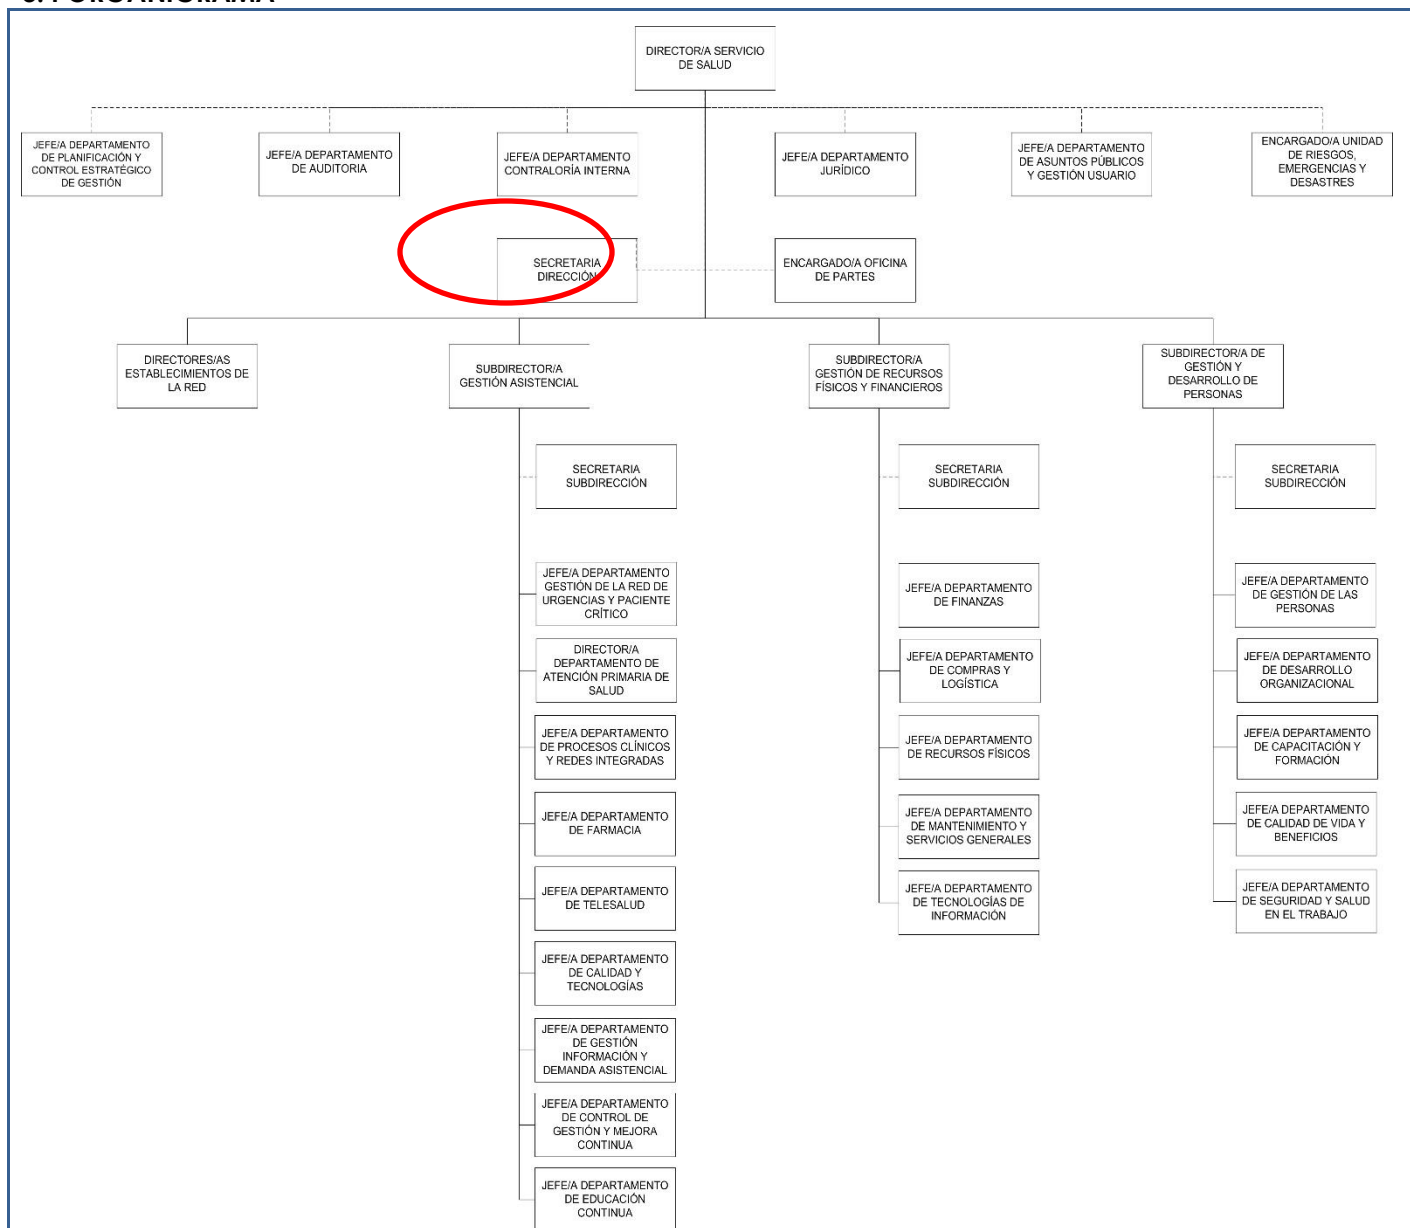 3.4 ORGANIGRAMA
DIRECTOR/A SERVICIO
DE SALUD
JEFE/A DEPARTAMENTO
DE PLANIFICACIÓN Y
CONTROL ESTRATÉGICO
DE GESTIÓN
JEFE/A DEPARTAMENTO
DE AUDITORIA
JEFE/A DEPARTAMENTO
CONTRALORÍA INTERNA
JEFE/A DEPARTAMENTO
JURÍDICO
JEFE/A DEPARTAMENTO
DE ASUNTOS PÚBLICOS
Y GESTIÓN USUARIO
ENCARGADO/A UNIDAD
DE RIESGOS,
EMERGENCIAS Y
DESASTRES
SECRETARIA
DIRECCIÓN
ENCARGADO/A OFICINA
DE PARTES
DIRECTORES/AS
ESTABLECIMIENTOS DE
LA RED
SUBDIRECTOR/A
GESTIÓN ASISTENCIAL
SUBDIRECTOR/A
GESTIÓN DE RECURSOS
FÍSICOS Y FINANCIEROS
SUBDIRECTOR/A DE
GESTIÓN Y
DESARROLLO DE
PERSONAS
SECRETARIA
SUBDIRECCIÓN
JEFE/A DEPARTAMENTO
GESTIÓN DE LA RED DE
URGENCIAS Y PACIENTE
CRÍTICO
DIRECTOR/A
DEPARTAMENTO DE
ATENCIÓN PRIMARIA DE
SALUD
JEFE/A DEPARTAMENTO
DE PROCESOS CLÍNICOS
Y REDES INTEGRADAS
JEFE/A DEPARTAMENTO
DE FARMACIA
JEFE/A DEPARTAMENTO
DE TELESALUD
JEFE/A DEPARTAMENTO
DE CALIDAD Y
TECNOLOGÍAS
JEFE/A DEPARTAMENTO
DE GESTIÓN
INFORMACIÓN Y
DEMANDA ASISTENCIAL
JEFE/A DEPARTAMENTO
DE CONTROL DE
GESTIÓN Y MEJORA
CONTINUA
JEFE/A DEPARTAMENTO
DE EDUCACIÓN
CONTINUA
SECRETARIA
SUBDIRECCIÓN
JEFE/A DEPARTAMENTO
DE FINANZAS
JEFE/A DEPARTAMENTO
DE COMPRAS Y
LOGÍSTICA
JEFE/A DEPARTAMENTO
DE RECURSOS FÍSICOS
JEFE/A DEPARTAMENTO
DE MANTENIMIENTO Y
SERVICIOS GENERALES
JEFE/A DEPARTAMENTO
DE TECNOLOGÍAS DE
INFORMACIÓN
SECRETARIA
SUBDIRECCIÓN
JEFE/A DEPARTAMENTO
DE GESTIÓN DE LAS
PERSONAS
JEFE/A DEPARTAMENTO
DE DESARROLLO
ORGANIZACIONAL
JEFE/A DEPARTAMENTO
DE CAPACITACIÓN Y
FORMACIÓN
JEFE/A DEPARTAMENTO
DE CALIDAD DE VIDA Y
BENEFICIOS
JEFE/A DEPARTAMENTO
DE SEGURIDAD Y SALUD
EN EL TRABAJO